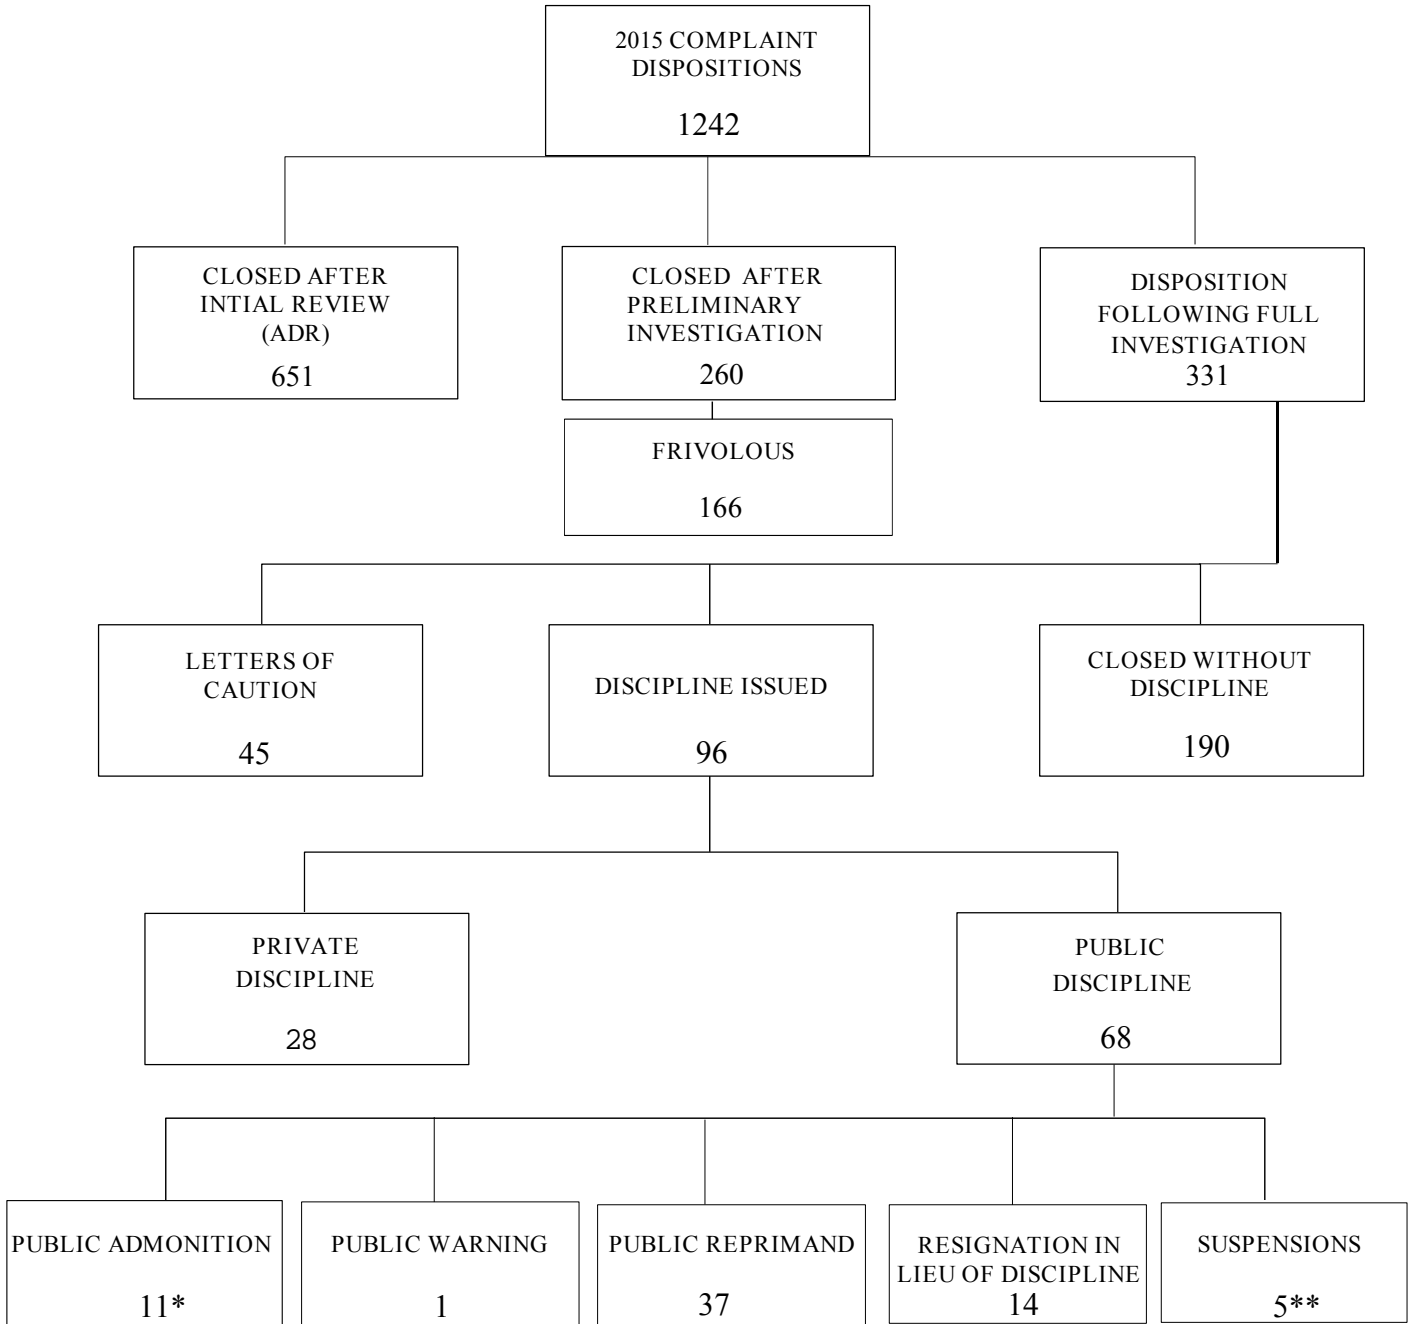 2015 COMPLAINT
DISPOSITIONS
1242
CLOSED AFTER
INTIAL REVIEW
(ADR)
651
CLOSED AFTER
PRELIMINARY
INVESTIGATION
260
DISPOSITION
FOLLOWING FULL
INVESTIGATION
331
FRIVOLOUS
166
LETTERS OF
CAUTION
45
DISCIPLINE ISSUED
96
CLOSED WITHOUT
DISCIPLINE
190
PRIVATE
DISCIPLINE
28
PUBLIC
DISCIPLINE
68
PUBLIC ADMONITION
11*
PUBLIC WARNING
1
PUBLIC REPRIMAND
37
RESIGNATION IN
LIEU OF DISCIPLINE
14
SUSPENSIONS
5**